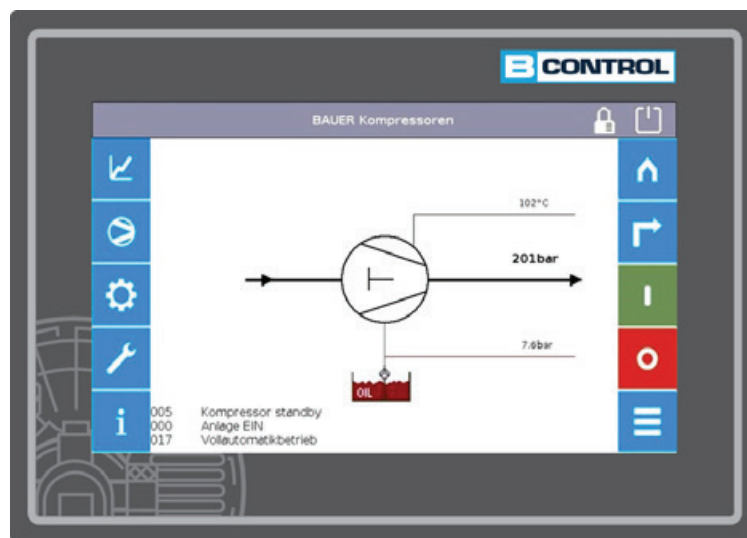 B CONTROL
BAUER Kompressoren
102°C
201bar
7.6bar
OIL
005 Kompressor standby
000 Anlage EIN
017 Vollautomatikbetrieb